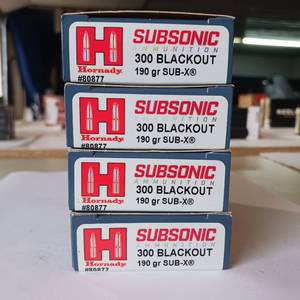 SUBSONIC
AMMUNITION
300 BLACKOUT
190 gr SUB-X®
H
Hornady
#80877
SUBSONIC
AMMUNITION
300 BLACKOUT
190 gr SUB-X®
H
Hornady
#80877
SUBSONIC
AMMUNITION
300 BLACKOUT
190 gr SUB-X®
H
Hornady
#80877
SUBSONIC
AMMUNITION
300 BLACKOUT
190 gr SUB-X®
H
Hornady
#80877